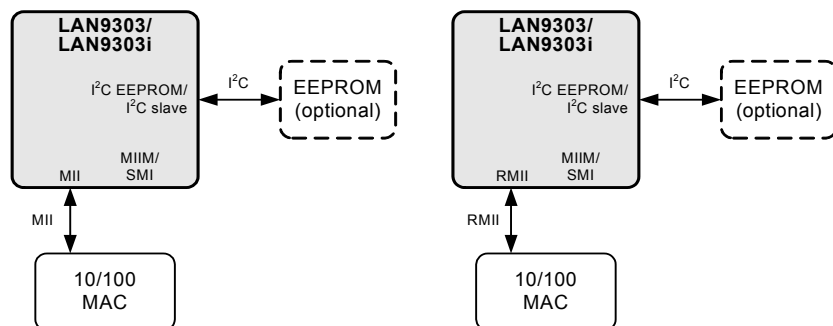 LAN9303/
LAN9303i
I²C EEPROM/
I²C slave
I²C
EEPROM
(optional)
MII
MIIM/
SMI
MII
10/100
MAC
LAN9303/
LAN9303i
I²C EEPROM/
I²C slave
I²C
EEPROM
(optional)
RMII
MIIM/
SMI
RMII
10/100
MAC